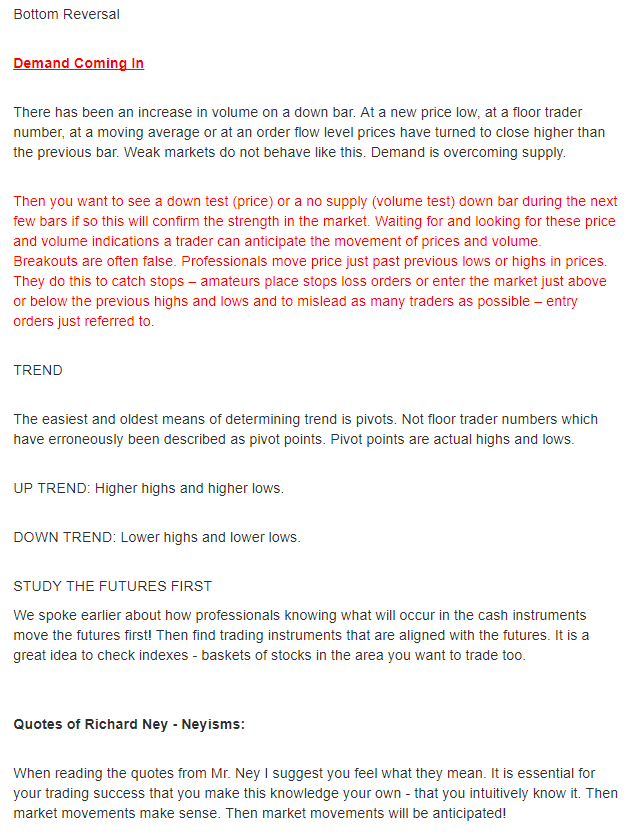 Bottom Reversal
Demand Coming In
There has been an increase in volume on a down bar. At a new price low, at a floor trader
number, at a moving average or at an order flow level prices have turned to close higher than
the previous bar. Weak markets do not behave like this. Demand is overcoming supply.
Then you want to see a down test (price) or a no supply (volume test) down bar during the next
few bars if so this will confirm the strength in the market. Waiting for and looking for these price
and volume indications a trader can anticipate the movement of prices and volume.
Breakouts are often false. Professionals move price just past previous lows or highs in prices.
They do this to catch stops – amateurs place stops loss orders or enter the market just above
or below the previous highs and lows and to mislead as many traders as possible – entry
orders just referred to.
TREND
The easiest and oldest means of determining trend is pivots. Not floor trader numbers which
have erroneously been described as pivot points. Pivot points are actual highs and lows.
UP TREND: Higher highs and higher lows.
DOWN TREND: Lower highs and lower lows.
STUDY THE FUTURES FIRST
We spoke earlier about how professionals knowing what will occur in the cash instruments
move the futures first! Then find trading instruments that are aligned with the futures. It is a
great idea to check indexes - baskets of stocks in the area you want to trade too.
Quotes of Richard Ney - Neyisms:
When reading the quotes from Mr. Ney I suggest you feel what they mean. It is essential for
your trading success that you make this knowledge your own - that you intuitively know it. Then
market movements make sense. Then market movements will be anticipated!